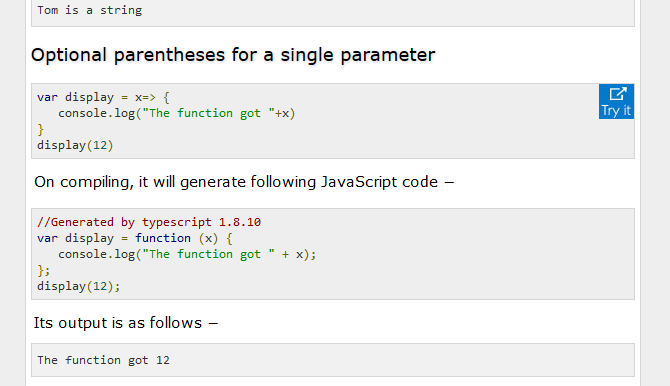 Tom is a string
Optional parentheses for a single parameter
var display = x=> {
   console.log("The function got "+x)
}
display(12)
Try it
On compiling, it will generate following JavaScript code −
//Generated by typescript 1.8.10
var display = function (x) {
   console.log("The function got " + x);
};
display(12);
Its output is as follows −
The function got 12